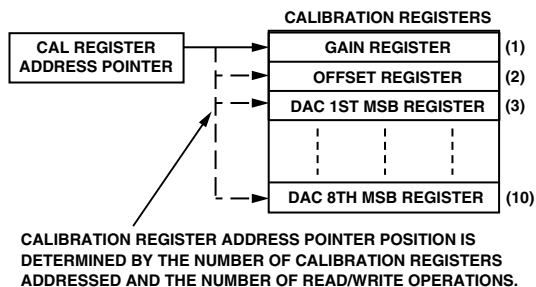 CALIBRATION REGISTERS
CAL REGISTER
ADDRESS POINTER
GAIN REGISTER (1)
OFFSET REGISTER (2)
DAC 1ST MSB REGISTER (3)
DAC 8TH MSB REGISTER (10)
CALIBRATION REGISTER ADDRESS POINTER POSITION IS
DETERMINED BY THE NUMBER OF CALIBRATION REGISTERS
ADDRESSED AND THE NUMBER OF READ/WRITE OPERATIONS.